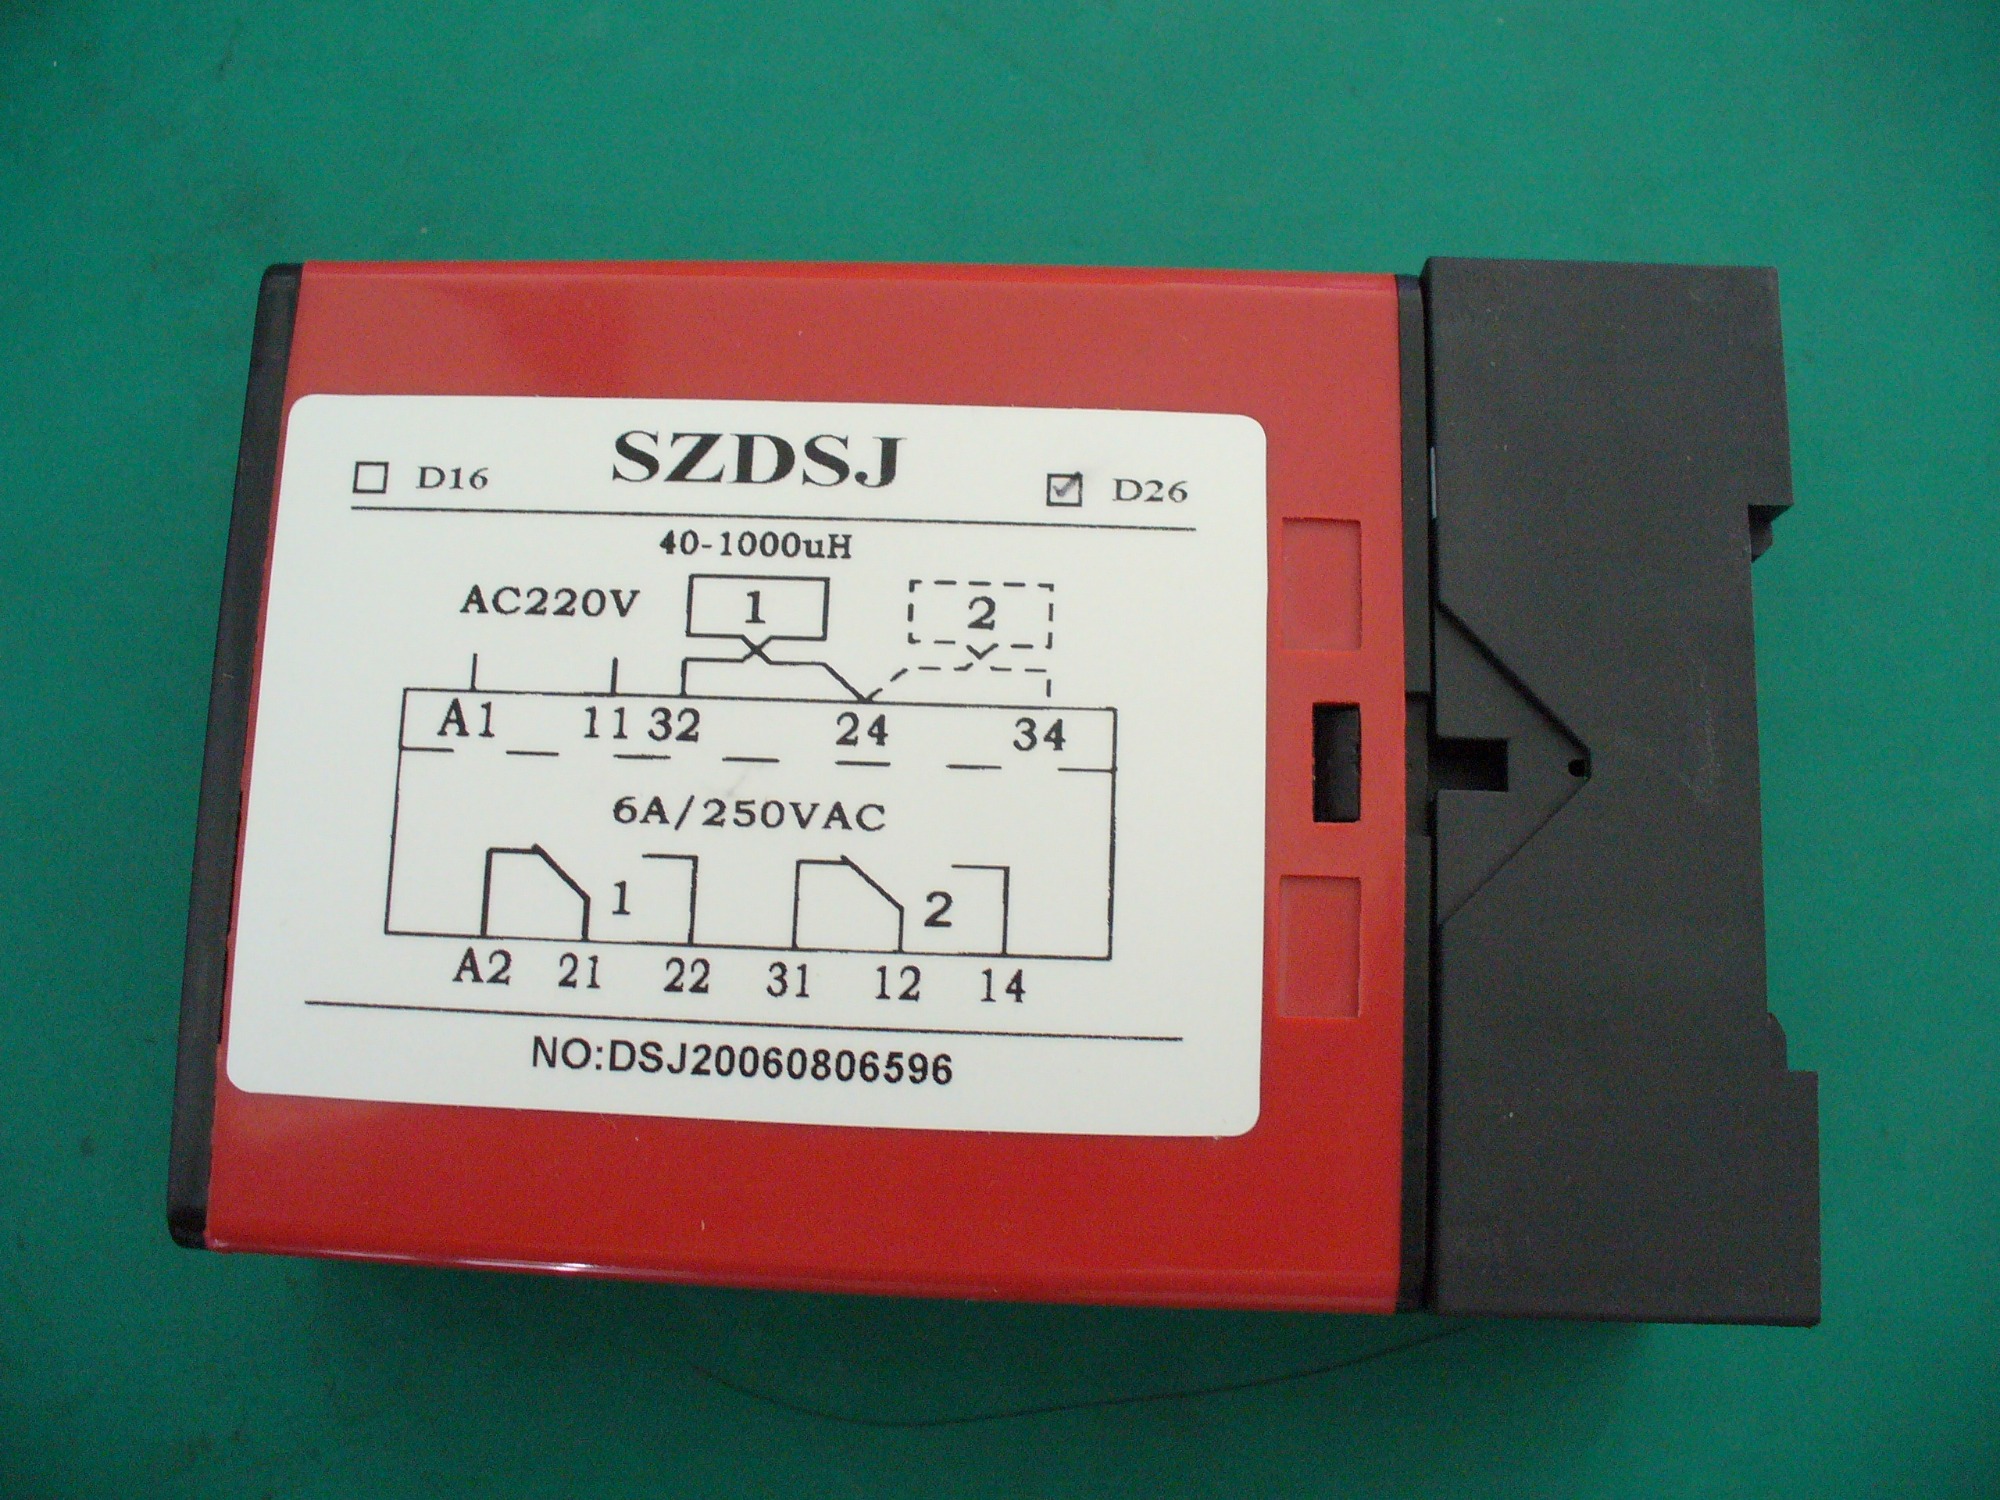 SZDSJ
D16 D26
40-1000uH
AC220V 1 2
A1 11 32 24 34
6A/250VAC
1 2
A2 21 22 31 12 14
NO:DSJ20060806596